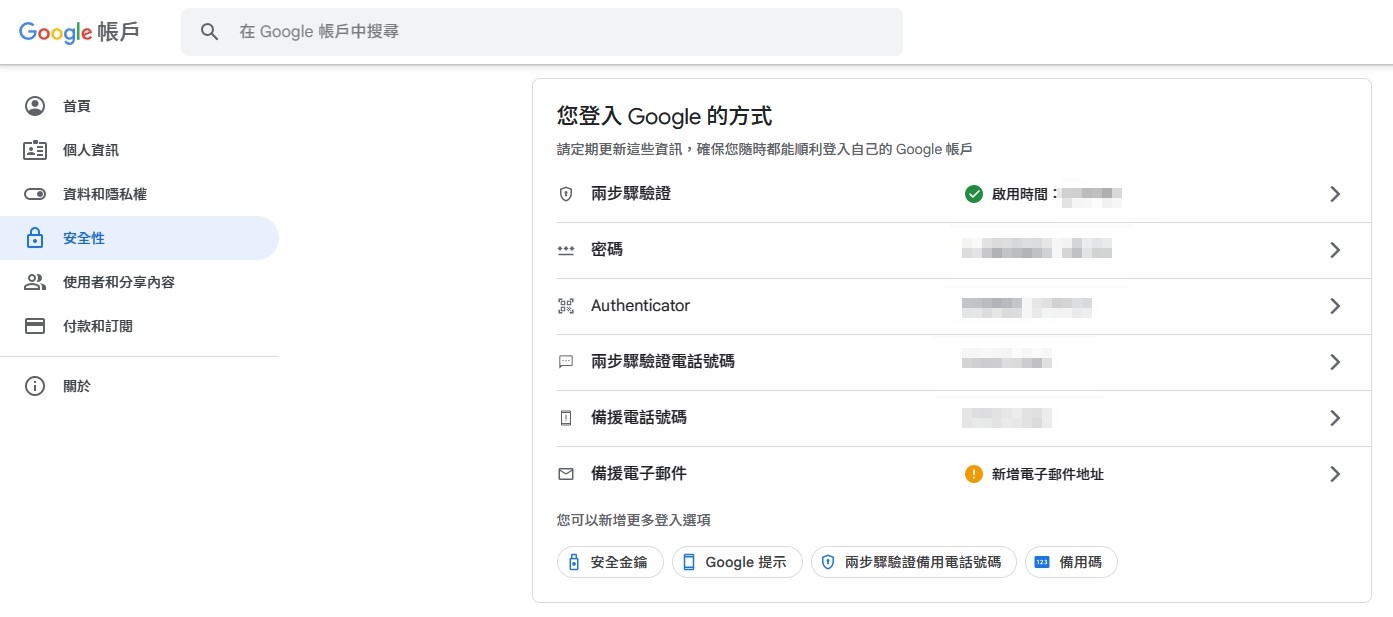 Google 帳戶
在 Google 帳戶中搜尋
首頁
個人資訊
資料和隱私權
安全性
使用者和分享內容
付款和訂閱
關於
您登入 Google 的方式
請定期更新這些資訊，確保您隨時都能順利登入自己的 Google 帳戶
兩步驟驗證
啟用時間：
密碼
Authenticator
兩步驟驗證電話號碼
備援電話號碼
備援電子郵件
新增電子郵件地址
您可以新增更多登入選項
安全金鑰
Google 提示
兩步驟驗證備用電話號碼
123
備用碼